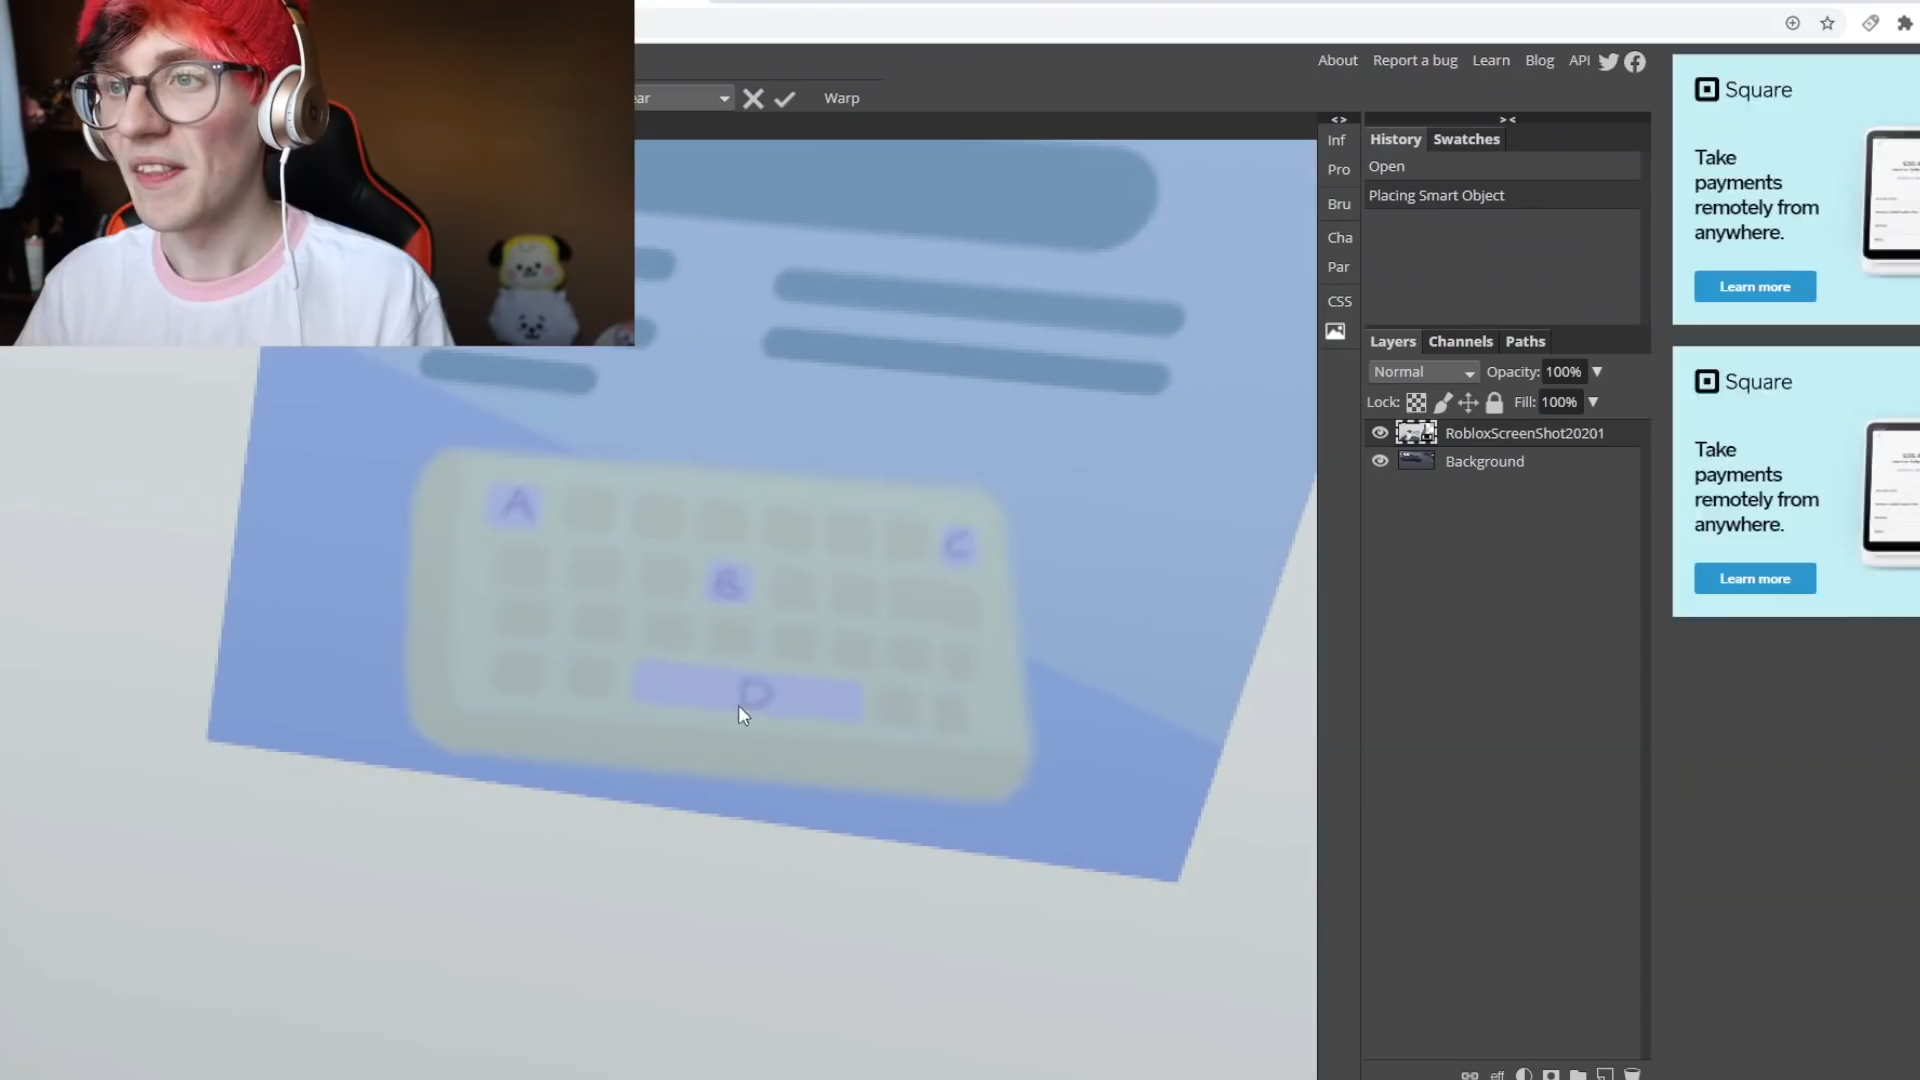 About Report a bug Learn Blog API
ear Warp
Inf
Pro
Bru
Cha
Par
CSS
History Swatches
Open
Placing Smart Object
Layers Channels Paths
Normal Opacity: 100%
Lock: Fill: 100%
RobloxScreenShot20201
Background
eff
A
C
B
D
Square
Take
payments
remotely from
anywhere.
Learn more
Square
Take
payments
remotely from
anywhere.
Learn more